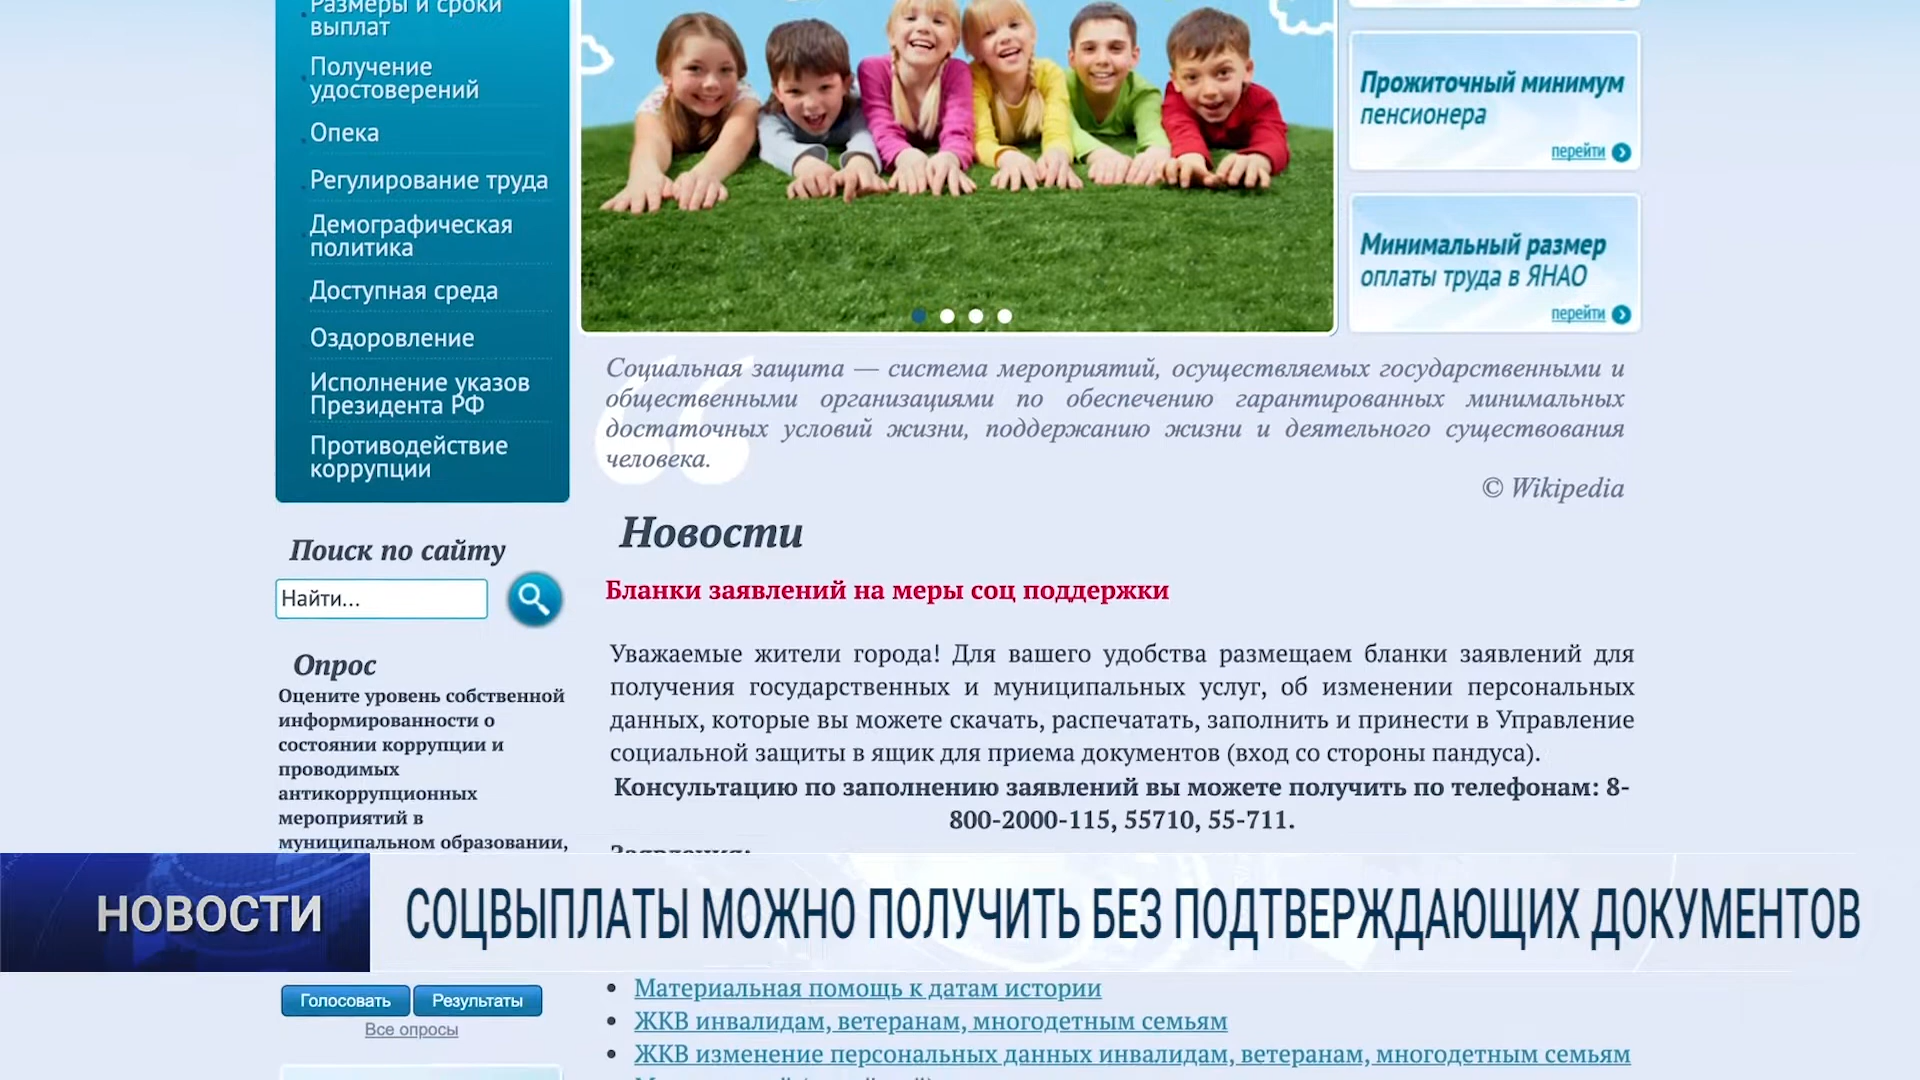 Размеры и сроки
выплат
Получение
удостоверений
Опека
Регулирование труда
Демографическая
политика
Доступная среда
Оздоровление
Исполнение указов
Президента РФ
Противодействие
коррупции
Поиск по сайту
Найти...
Опрос
Оцените уровень собственной
информированности о
состоянии коррупции и
проводимых
антикоррупционных
мероприятий в
муниципальном образовании,
Прожиточный минимум
пенсионера
перейти
Минимальный размер
оплаты труда в ЯНАО
перейти
Социальная защита — система мероприятий, осуществляемых государственными и
общественными организациями по обеспечению гарантированных минимальных
достаточных условий жизни, поддержанию жизни и деятельного существования
человека.
© Wikipedia
Новости
Бланки заявлений на меры соц поддержки
Уважаемые жители города! Для вашего удобства размещаем бланки заявлений для
получения государственных и муниципальных услуг, об изменении персональных
данных, которые вы можете скачать, распечатать, заполнить и принести в Управление
социальной защиты в ящик для приема документов (вход со стороны пандуса).
Консультацию по заполнению заявлений вы можете получить по телефонам: 8-
800-2000-115, 55710, 55-711.
Заявления:
НОВОСТИ
СОЦВЫПЛАТЫ МОЖНО ПОЛУЧИТЬ БЕЗ ПОДТВЕРЖДАЮЩИХ ДОКУМЕНТОВ
Голосовать Результаты
Все опросы
• Материальная помощь к датам истории
• ЖКВ инвалидам, ветеранам, многодетным семьям
• ЖКВ изменение персональных данных инвалидам, ветеранам, многодетным семьям